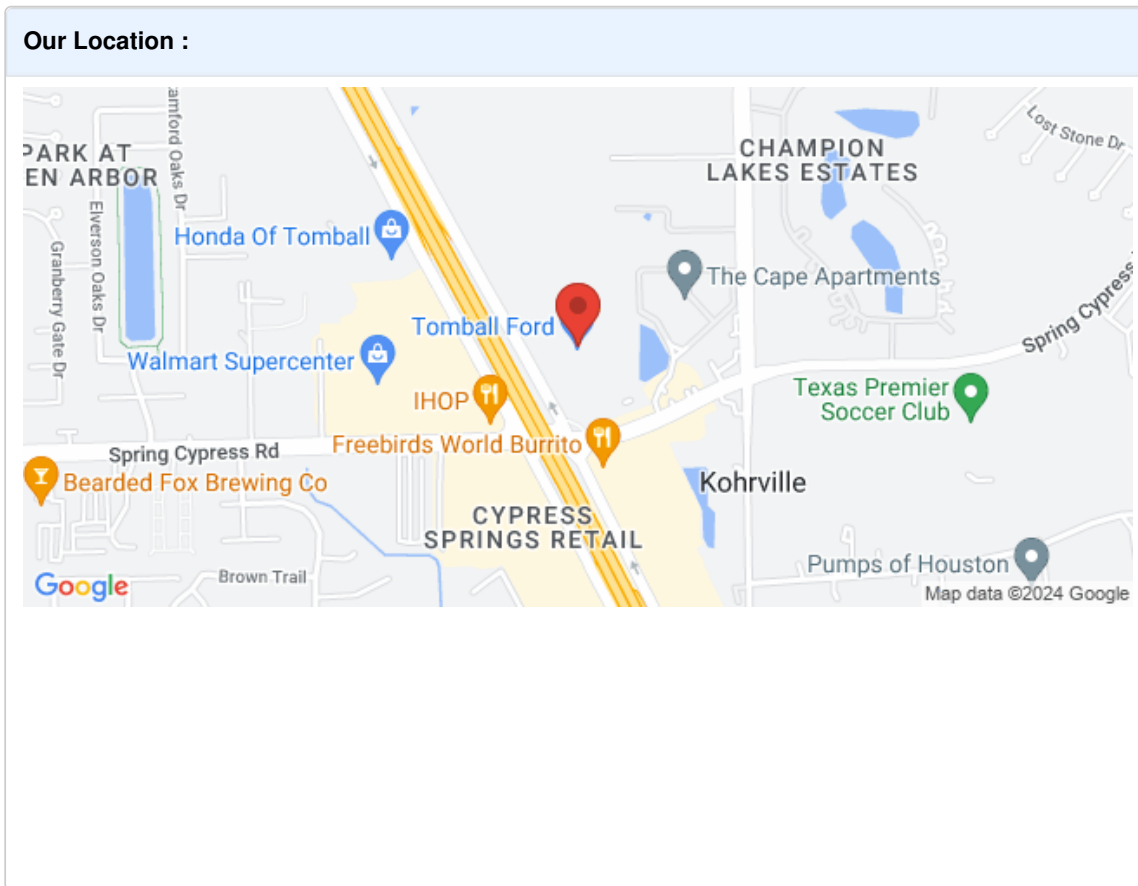 Our Location :
amford Oaks Dr
PARK AT
EN ARBOR
Elverson Oaks Dr
Granberry Gate Dr
Honda Of Tomball
CHAMPION
LAKES ESTATES
Lost Stone Dr
The Cape Apartments
Tomball Ford
Spring Cypress
Walmart Supercenter
IHOP
Texas Premier
Soccer Club
Freebirds World Burrito
Spring Cypress Rd
Bearded Fox Brewing Co
Kohrville
CYPRESS
SPRINGS RETAIL
Brown Trail
Pumps of Houston
Google
Map data ©2024 Google